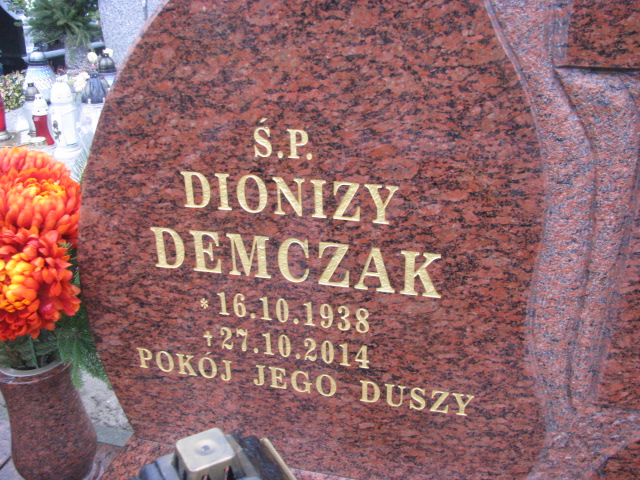 Ś.P.
DIONIZY
DEMCZAK
* 16.10.1938
† 27.10.2014
POKÓJ JEGO DUSZY